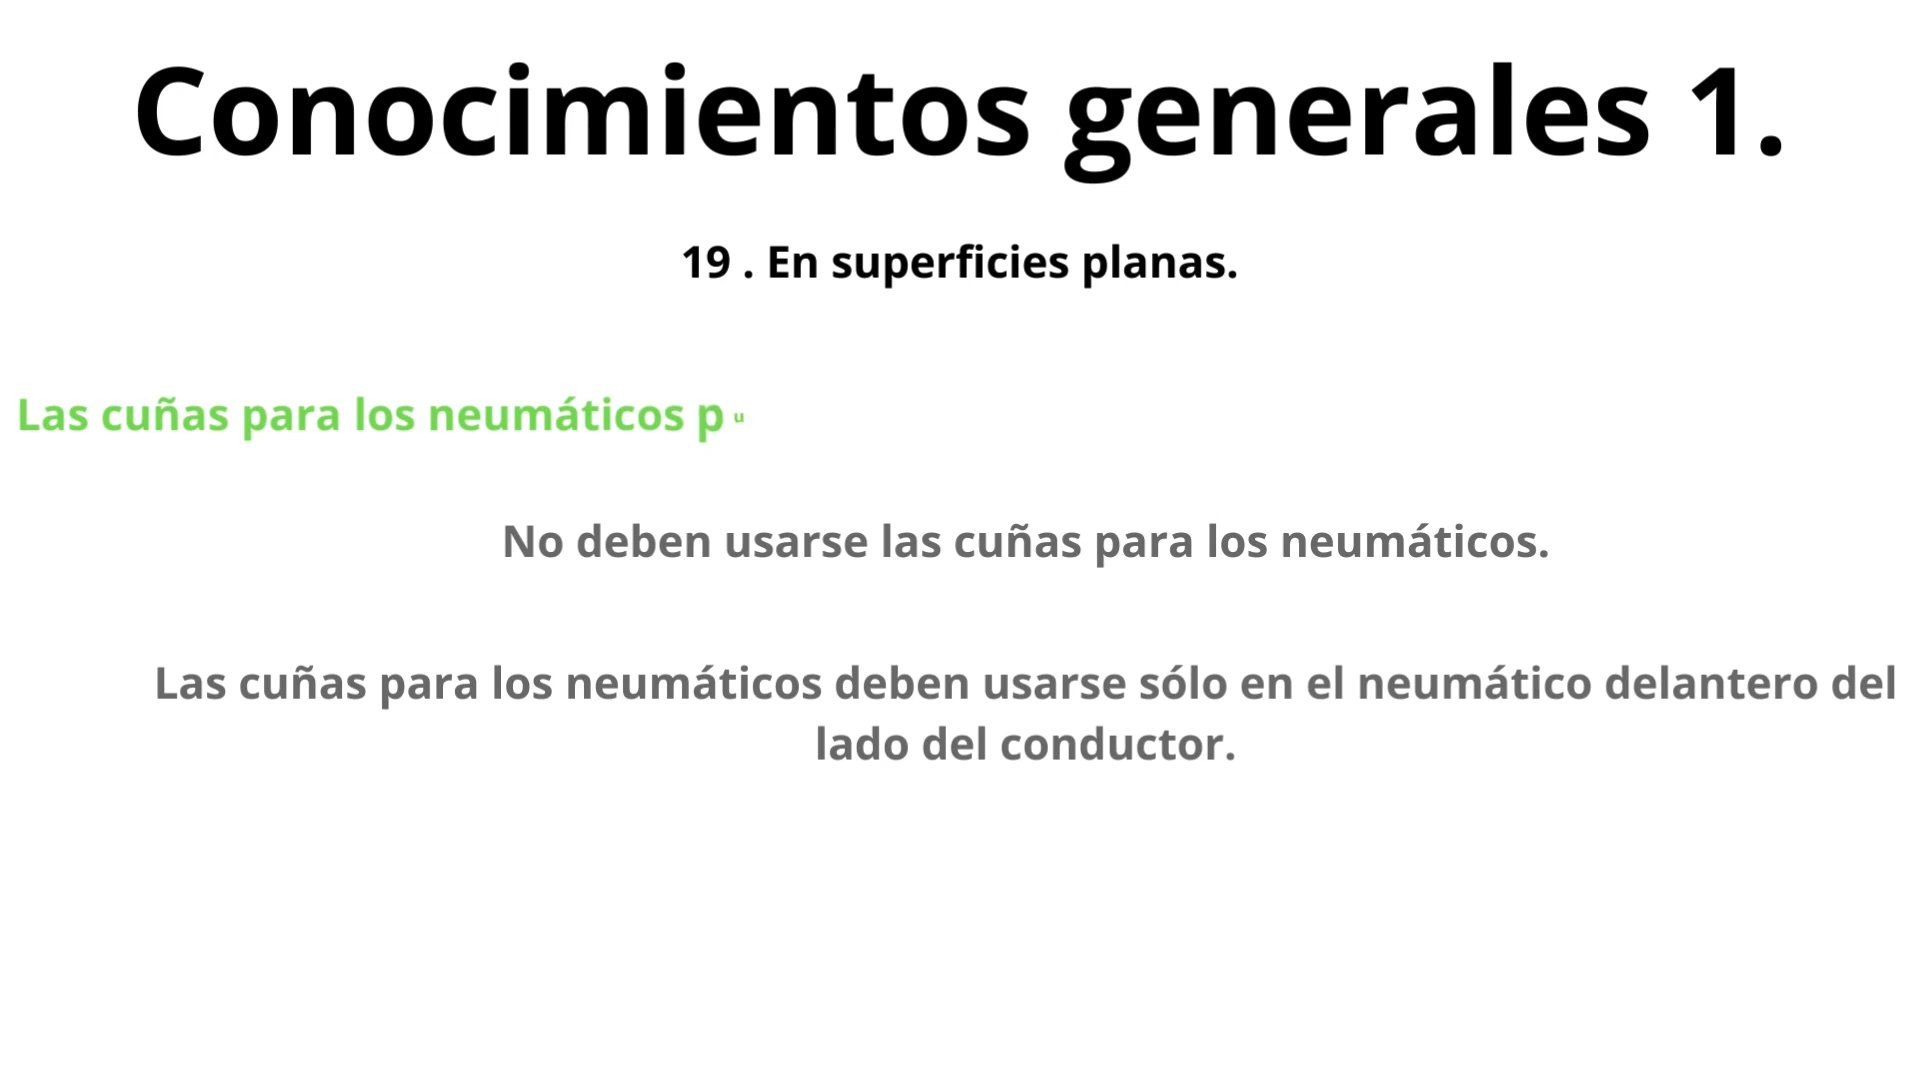 Conocimientos generales 1.
19 . En superficies planas.
Las cuñas para los neumáticos pu
No deben usarse las cuñas para los neumáticos.
Las cuñas para los neumáticos deben usarse sólo en el neumático delantero del
lado del conductor.